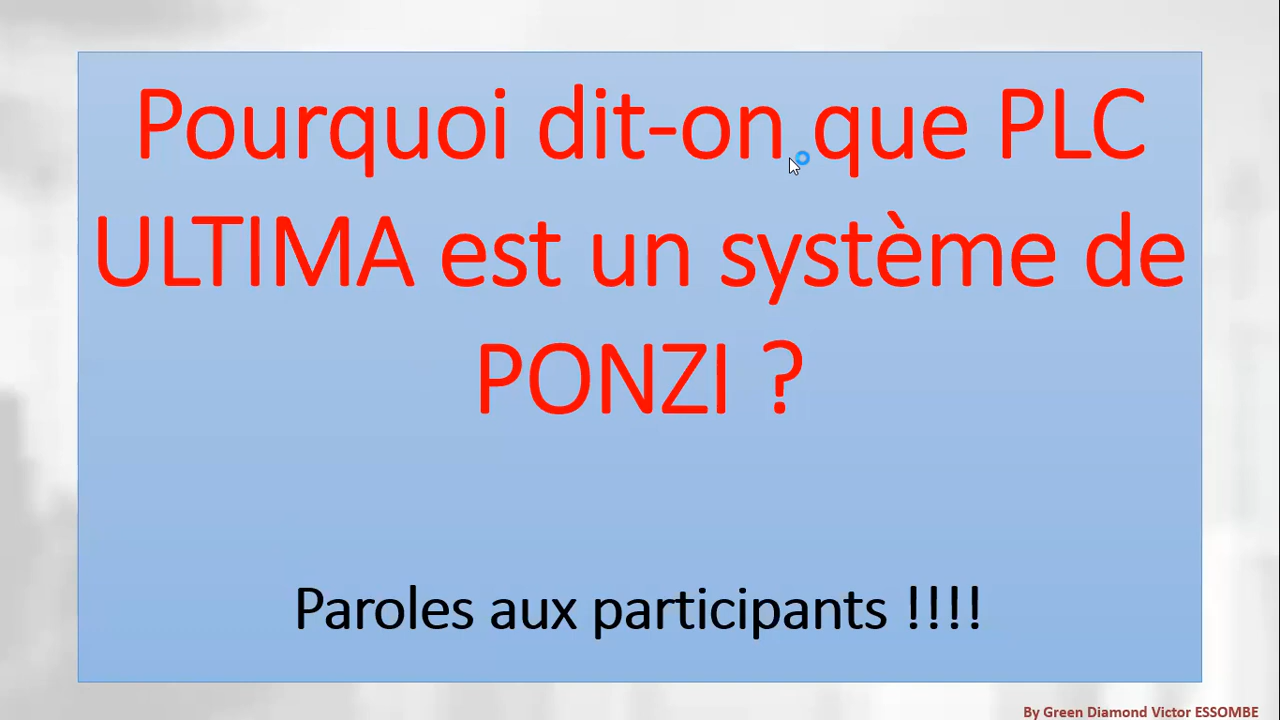 Pourquoi dit-on que PLC
ULTIMA est un système de
PONZI ?
Paroles aux participants !!!!
By Green Diamond Victor ESSOMBE